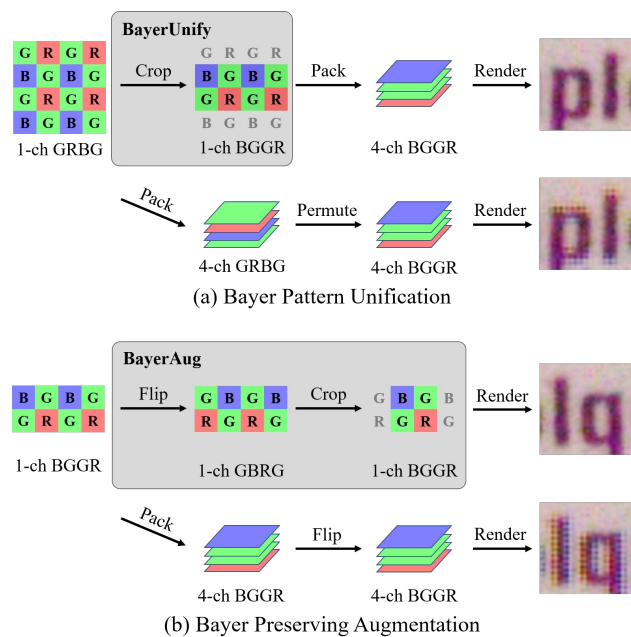 BayerUnify
G R G R
B G B G
G R G R
B G B G
1-ch GRBG
Crop
G R G R
B G B G
G R G R
B G B G
1-ch BGGR
Pack
4-ch BGGR
Render
pl
Pack
4-ch GRBG
Permute
4-ch BGGR
Render
pl
(a) Bayer Pattern Unification
BayerAug
B G B G
G R G R
1-ch BGGR
Flip
G B G B
R G R G
1-ch GBRG
Crop
G B G B
R G R G
1-ch BGGR
Render
lq
Pack
4-ch BGGR
Flip
4-ch BGGR
Render
lq
(b) Bayer Preserving Augmentation